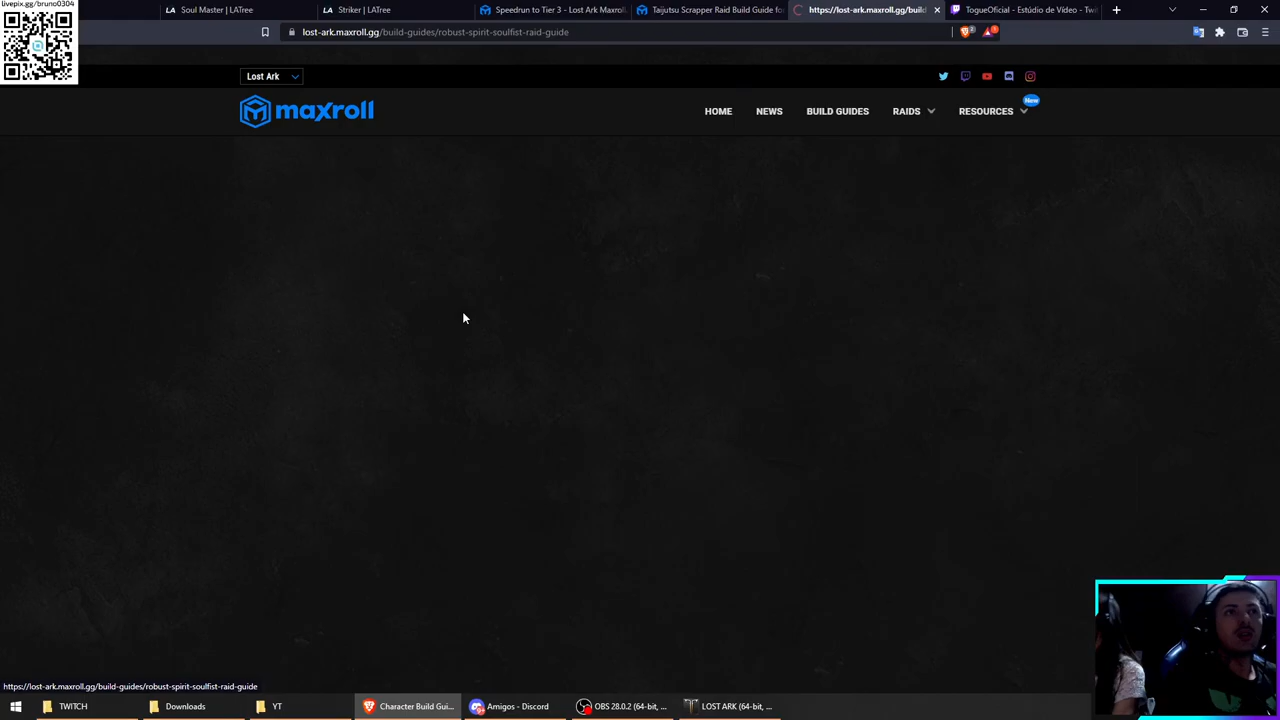 livepix.gg/bruno0304
Soul Master | LATree
Striker | LATree
Speedrun to Tier 3 - Lost Ark Maxroll.
Taijutsu Scrapper Raid Build Guide for
https://lost-ark.maxroll.gg/build
TogueOficial - Estúdio de Vídeo - Twi
lost-ark.maxroll.gg/build-guides/robust-spirit-soulfist-raid-guide
Lost Ark
maxroll
HOME
NEWS
BUILD GUIDES
RAIDS
RESOURCES
New
https://lost-ark.maxroll.gg/build-guides/robust-spirit-soulfist-raid-guide
TWITCH
Downloads
YT
Character Build Gui...
Amigos - Discord
OBS 28.0.2 (64-bit, ...
LOST ARK (64-bit, ...